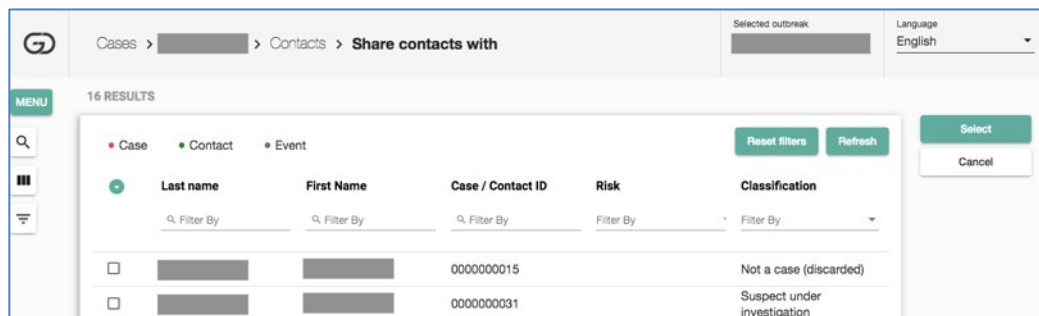 Selected outbreak
Language
Cases > > Contacts > Share contacts with
English
MENU
16 RESULTS
Select
Cancel
• Case • Contact • Event
Reset filters
Refresh
Last name First Name Case / Contact ID Risk Classification
Filter By Filter By Filter By Filter By Filter By
0000000015 Not a case (discarded)
0000000031 Suspect under
investigation